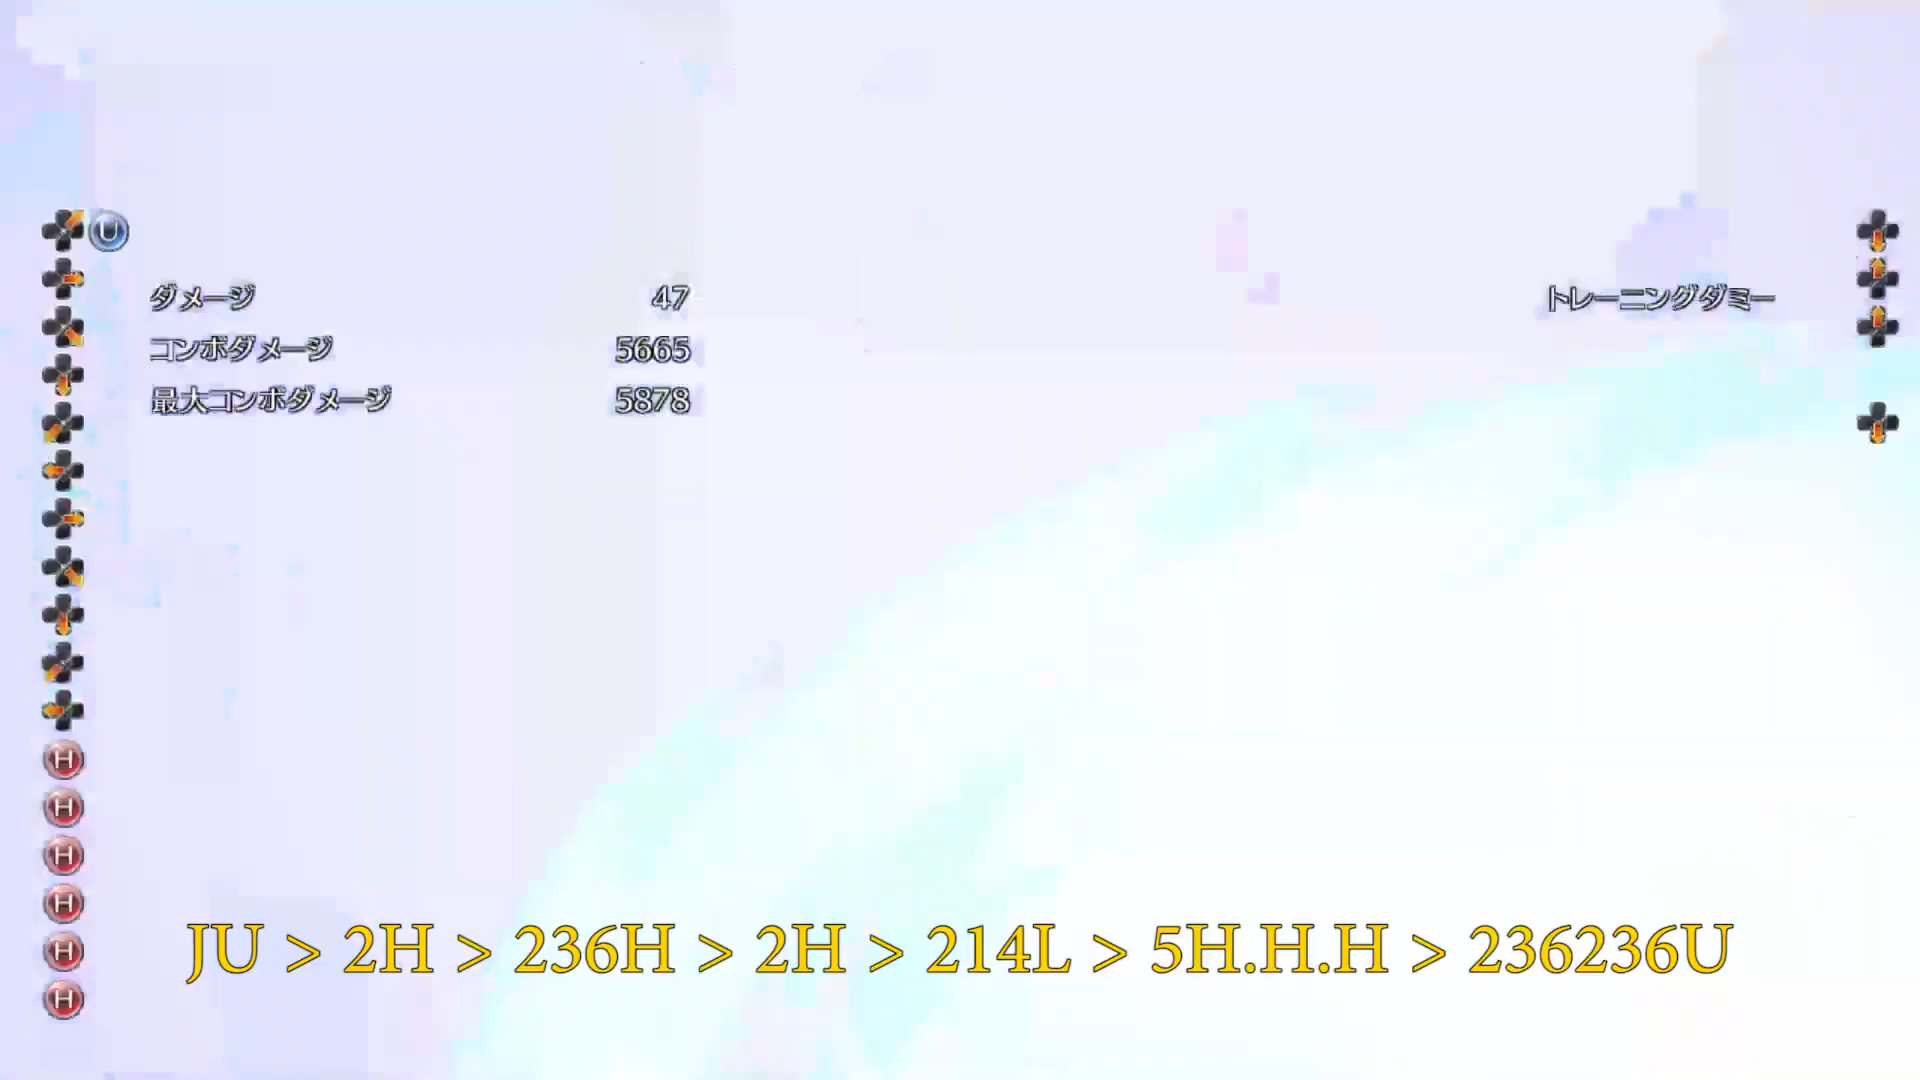 U
ダメージ 47
コンボダメージ 5665
最大コンボダメージ 5878
トレーニングダミー
H
H
H
H
H
H
JU > 2H > 236H > 2H > 214L > 5H.H.H > 236236U